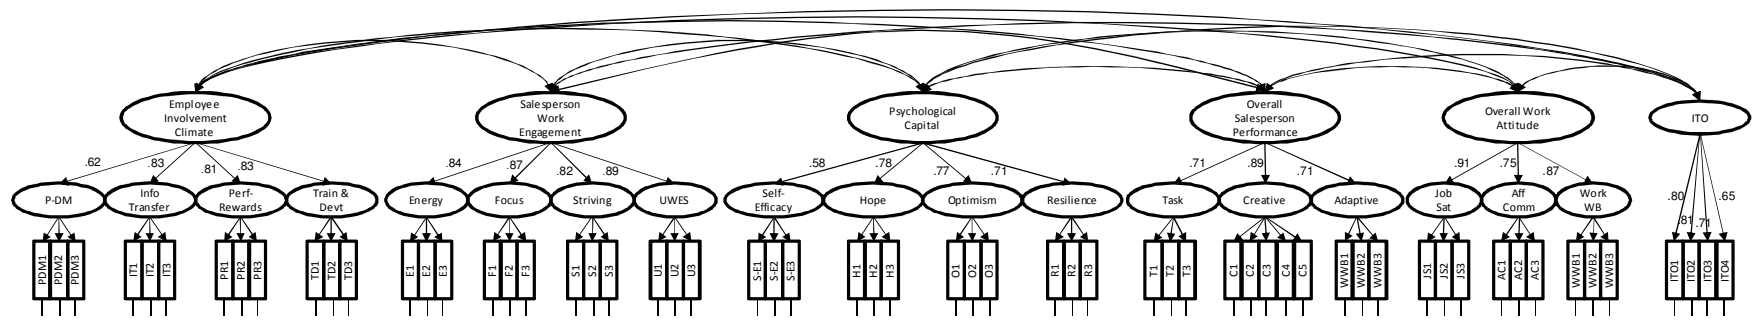 Employee
Involvement
Climate
Salesperson
Work
Engagement
Psychological
Capital
Overall
Salesperson
Performance
Overall Work
Attitude
ITO
.62
.83
.81
.83
.84
.87
.82
.89
.58
.78
.77
.71
.71
.89
.71
.91
.75
.87
.80
.81
.71
.65
P-DM
Info
Transfer
Perf-
Rewards
Train &
Devt
Energy
Focus
Striving
UWES
Self-
Efficacy
Hope
Optimism
Resilience
Task
Creative
Adaptive
Job
Sat
Aff
Comm
Work
WB
PDM1
PDM2
PDM3
IT1
IT2
IT3
PR1
PR2
PR3
TD1
TD2
TD3
E1
E2
E3
F1
F2
F3
S1
S2
S3
U1
U2
U3
S-E1
S-E2
S-E3
H1
H2
H3
O1
O2
O3
R1
R2
R3
T1
T2
T3
C1
C2
C3
C4
C5
WWB1
WWB2
WWB3
JS1
JS2
JS3
AC1
AC2
AC3
WWB1
WWB2
WWB3
ITO1
ITO2
ITO3
ITO4